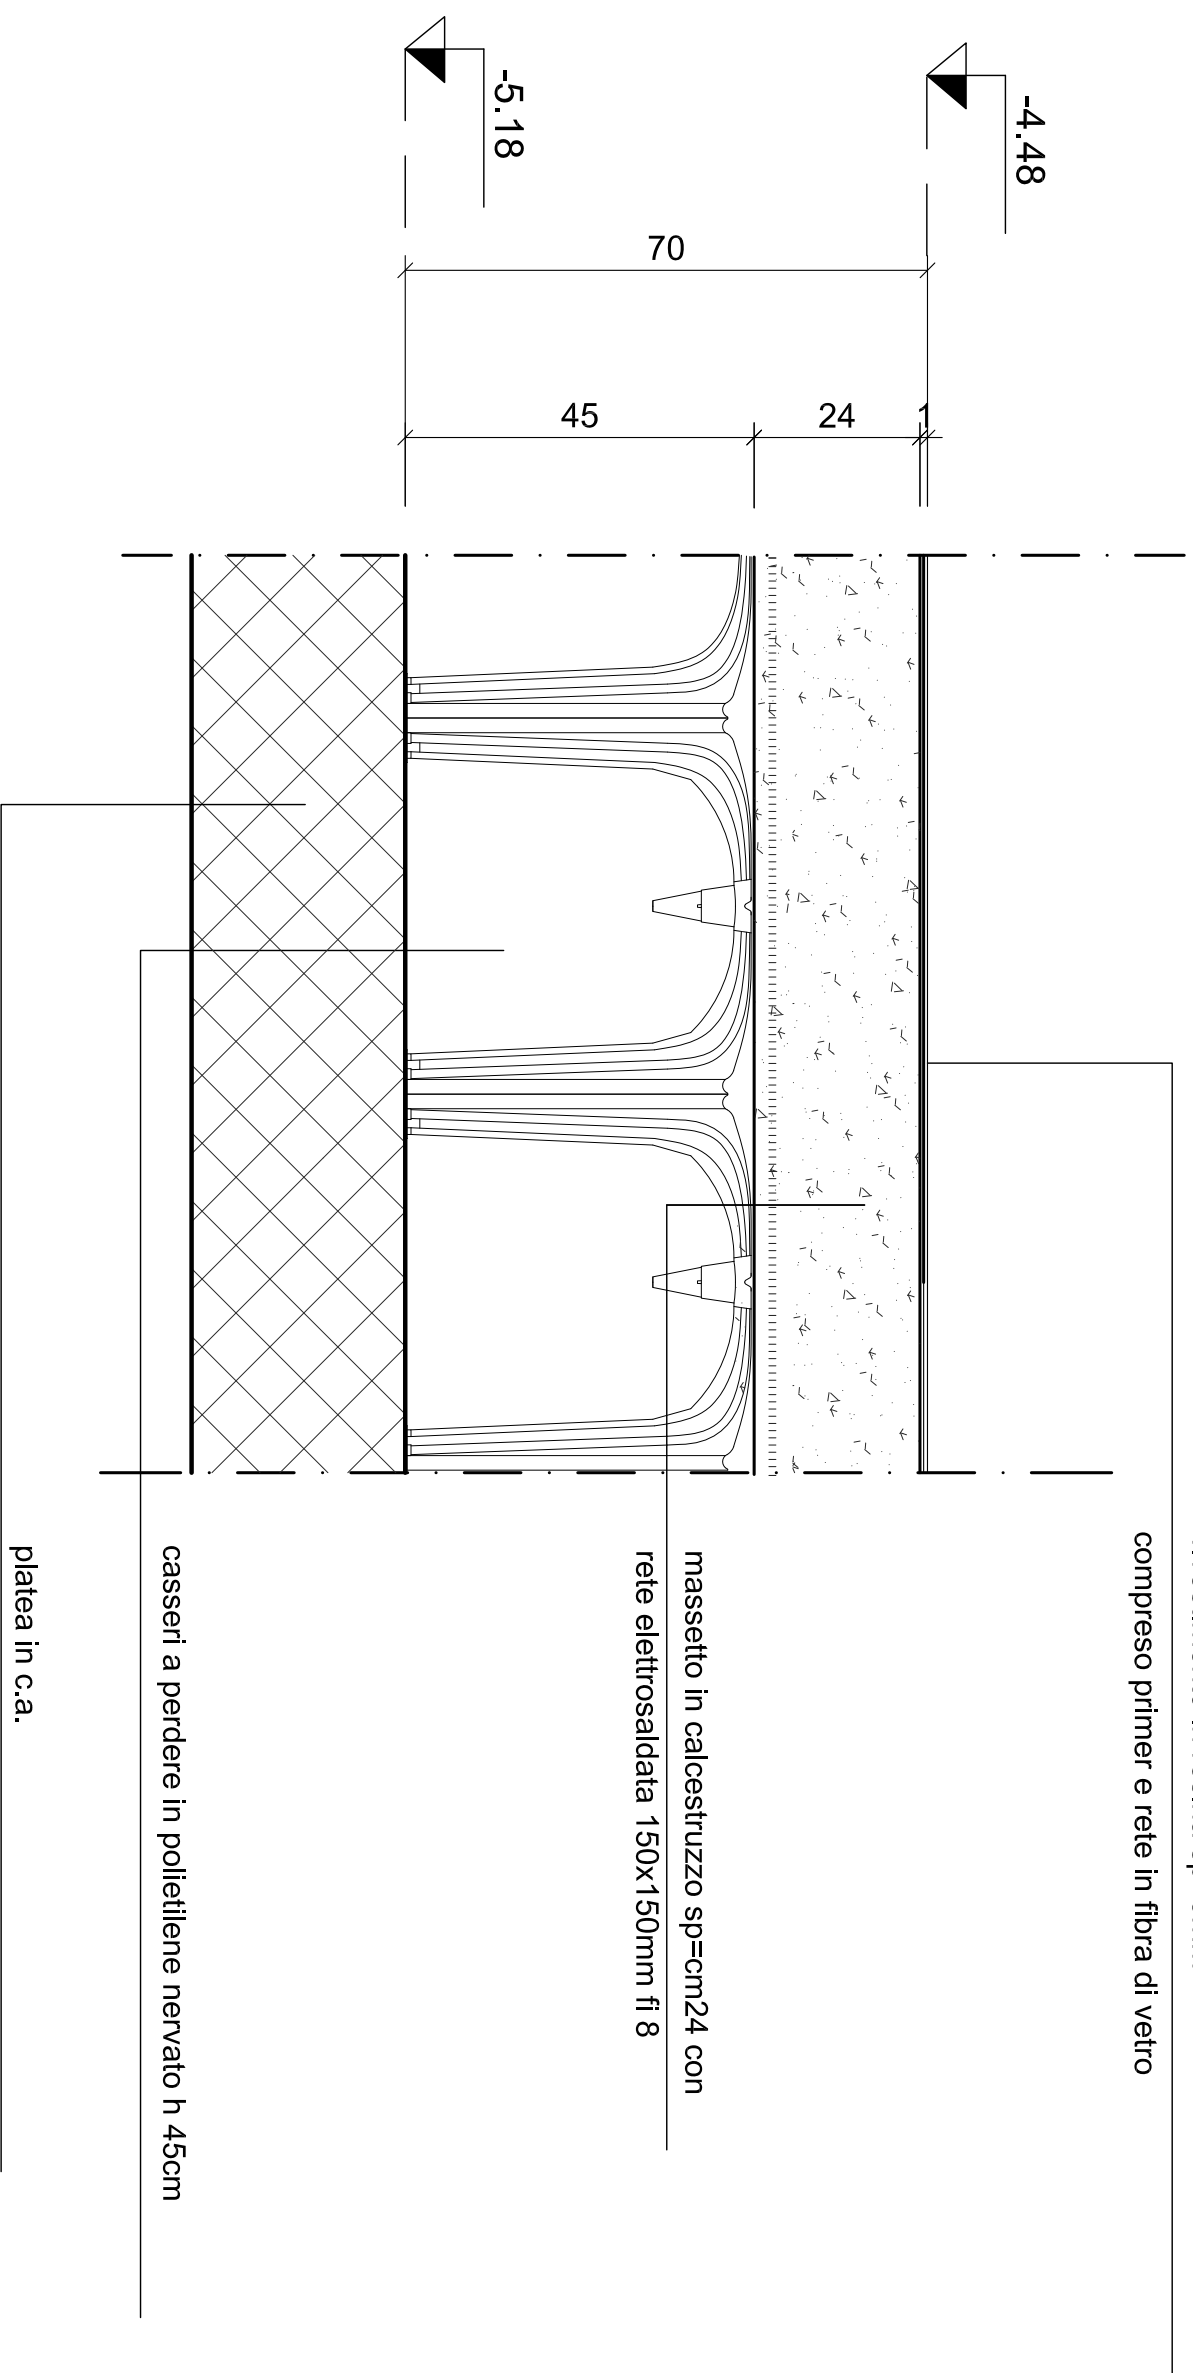 compreso primer e rete in fibra di vetro
-4.48
massetto in calcestruzzo sp=cm24 con
rete elettrosaldata 150x150mm fi 8
-5.18
70
45
24
1
casseri a perdere in polietilene nervato h 45cm
platea in c.a.